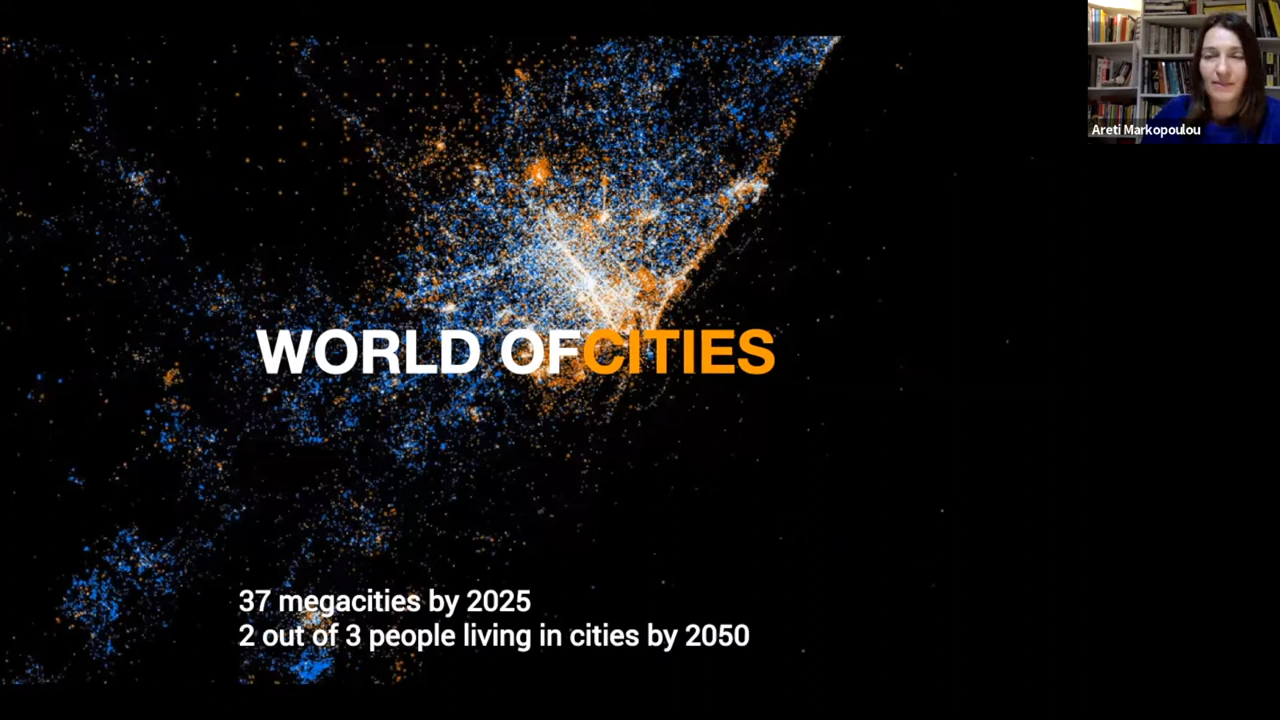 Areti Markopoulou
WORLD OFCITIES
37 megacities by 2025
2 out of 3 people living in cities by 2050